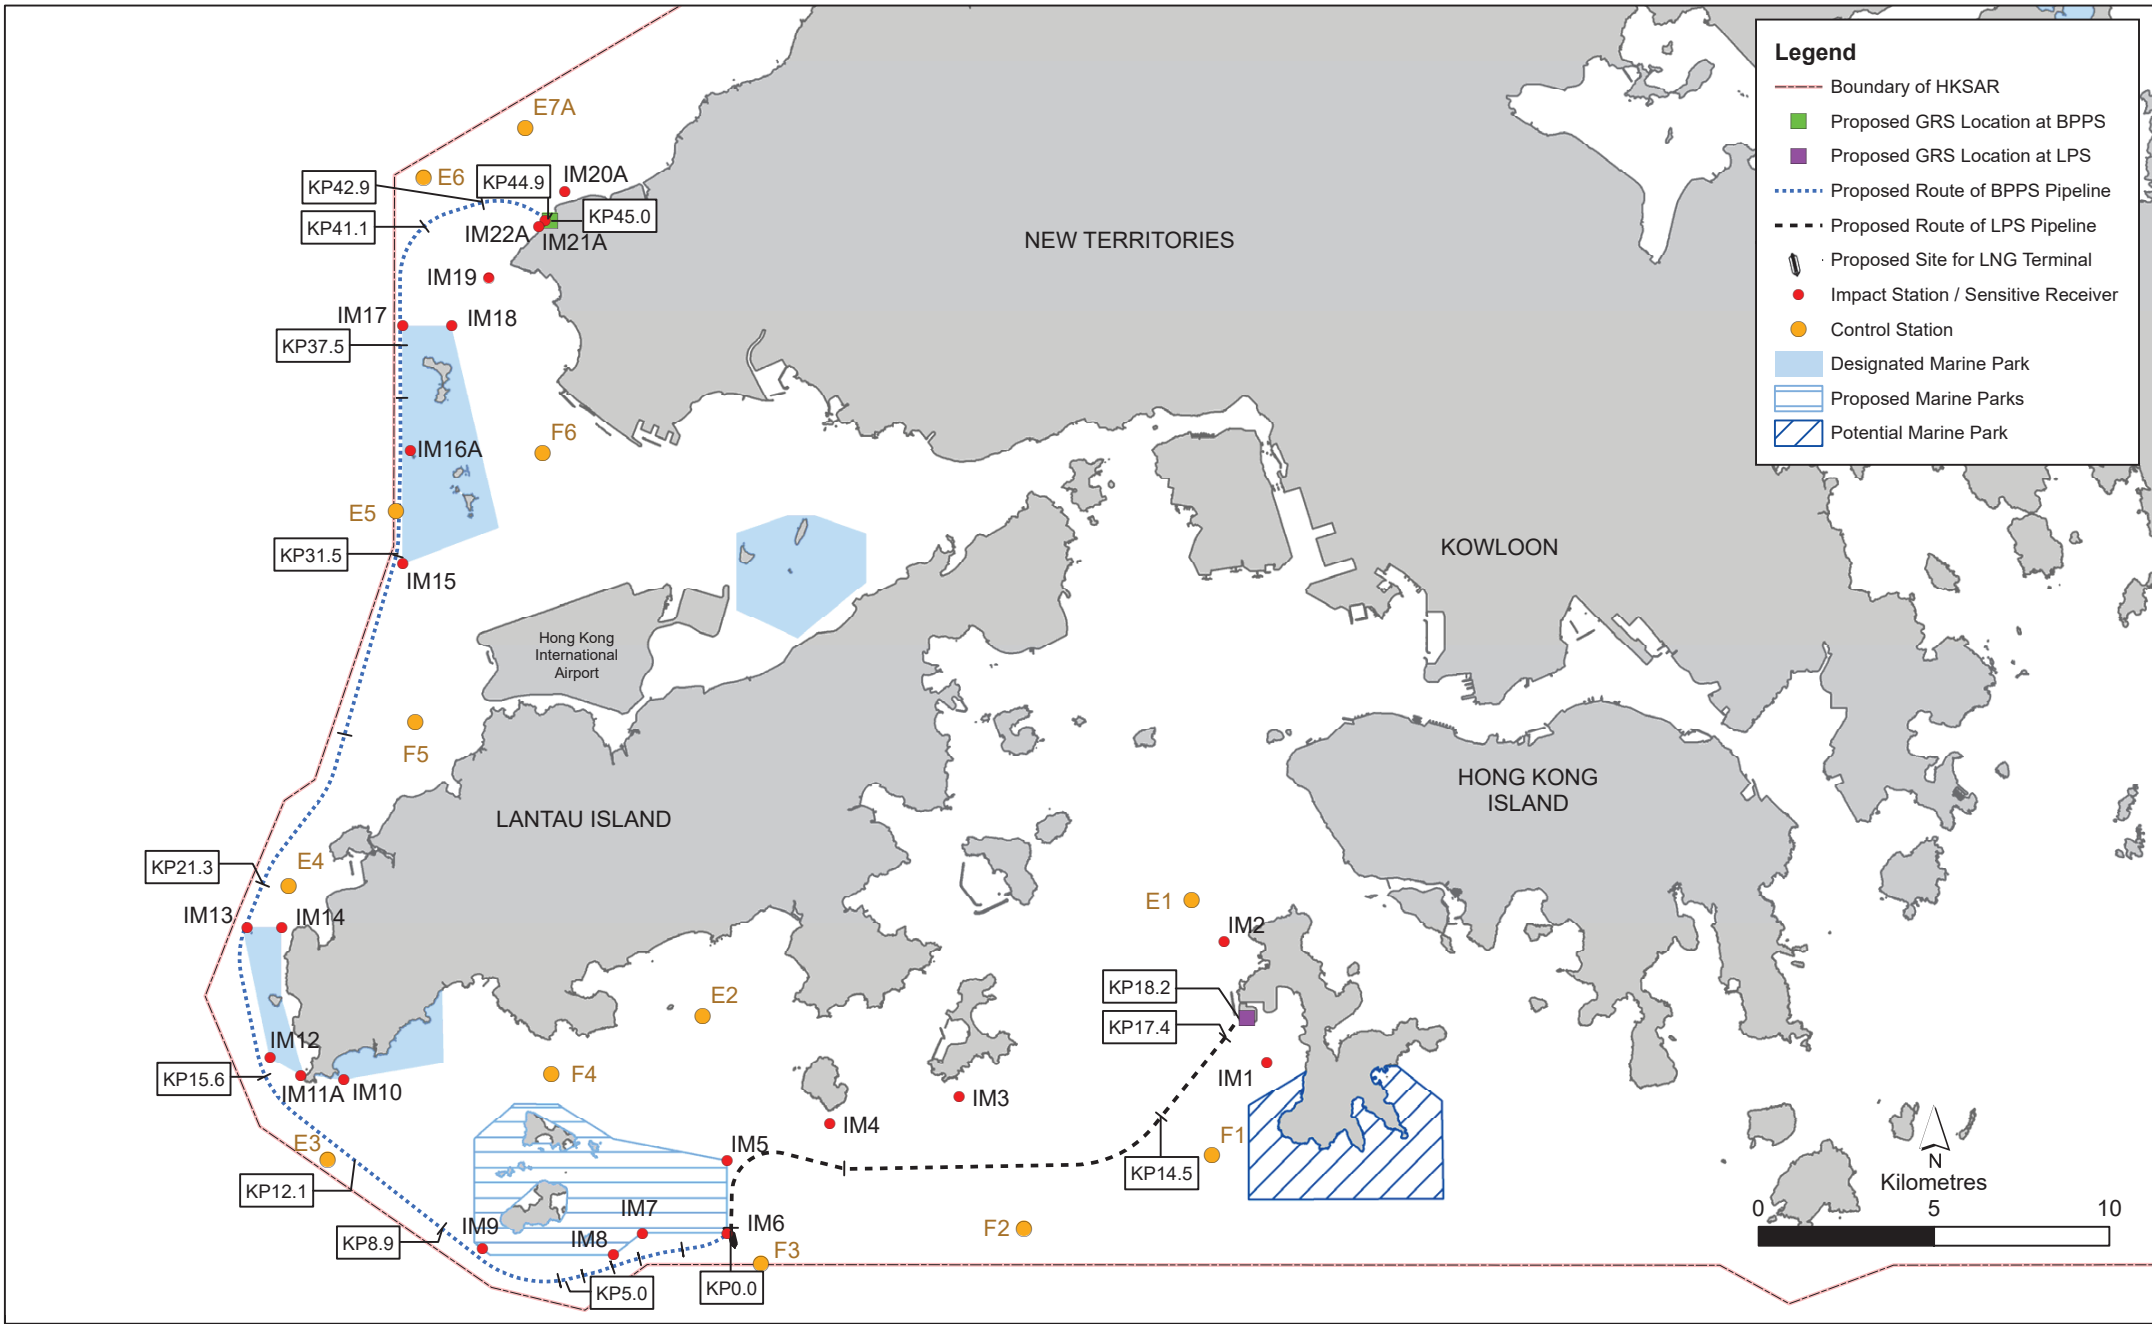 Legend
Boundary of HKSAR
Proposed GRS Location at BPPS
Proposed GRS Location at LPS
Proposed Route of BPPS Pipeline
Proposed Route of LPS Pipeline
Proposed Site for LNG Terminal
Impact Station / Sensitive Receiver
Control Station
Designated Marine Park
Proposed Marine Parks
Potential Marine Park
E7A
E6
KP42.9
KP44.9
IM20A
KP41.1
KP45.0
IM22A
IM21A
NEW TERRITORIES
IM19
IM17
IM18
KP37.5
F6
IM16A
E5
KP31.5
IM15
KOWLOON
Hong Kong
International
Airport
F5
HONG KONG
ISLAND
LANTAU ISLAND
KP21.3
E4
E1
IM13
IM14
IM2
KP18.2
E2
KP17.4
IM12
KP15.6
IM11A
IM10
F4
IM1
IM3
IM4
E3
IM5
F1
KP14.5
KP12.1
N
Kilometres
0
5
10
IM7
IM6
IM9
IM8
KP8.9
F2
F3
KP5.0
KP0.0